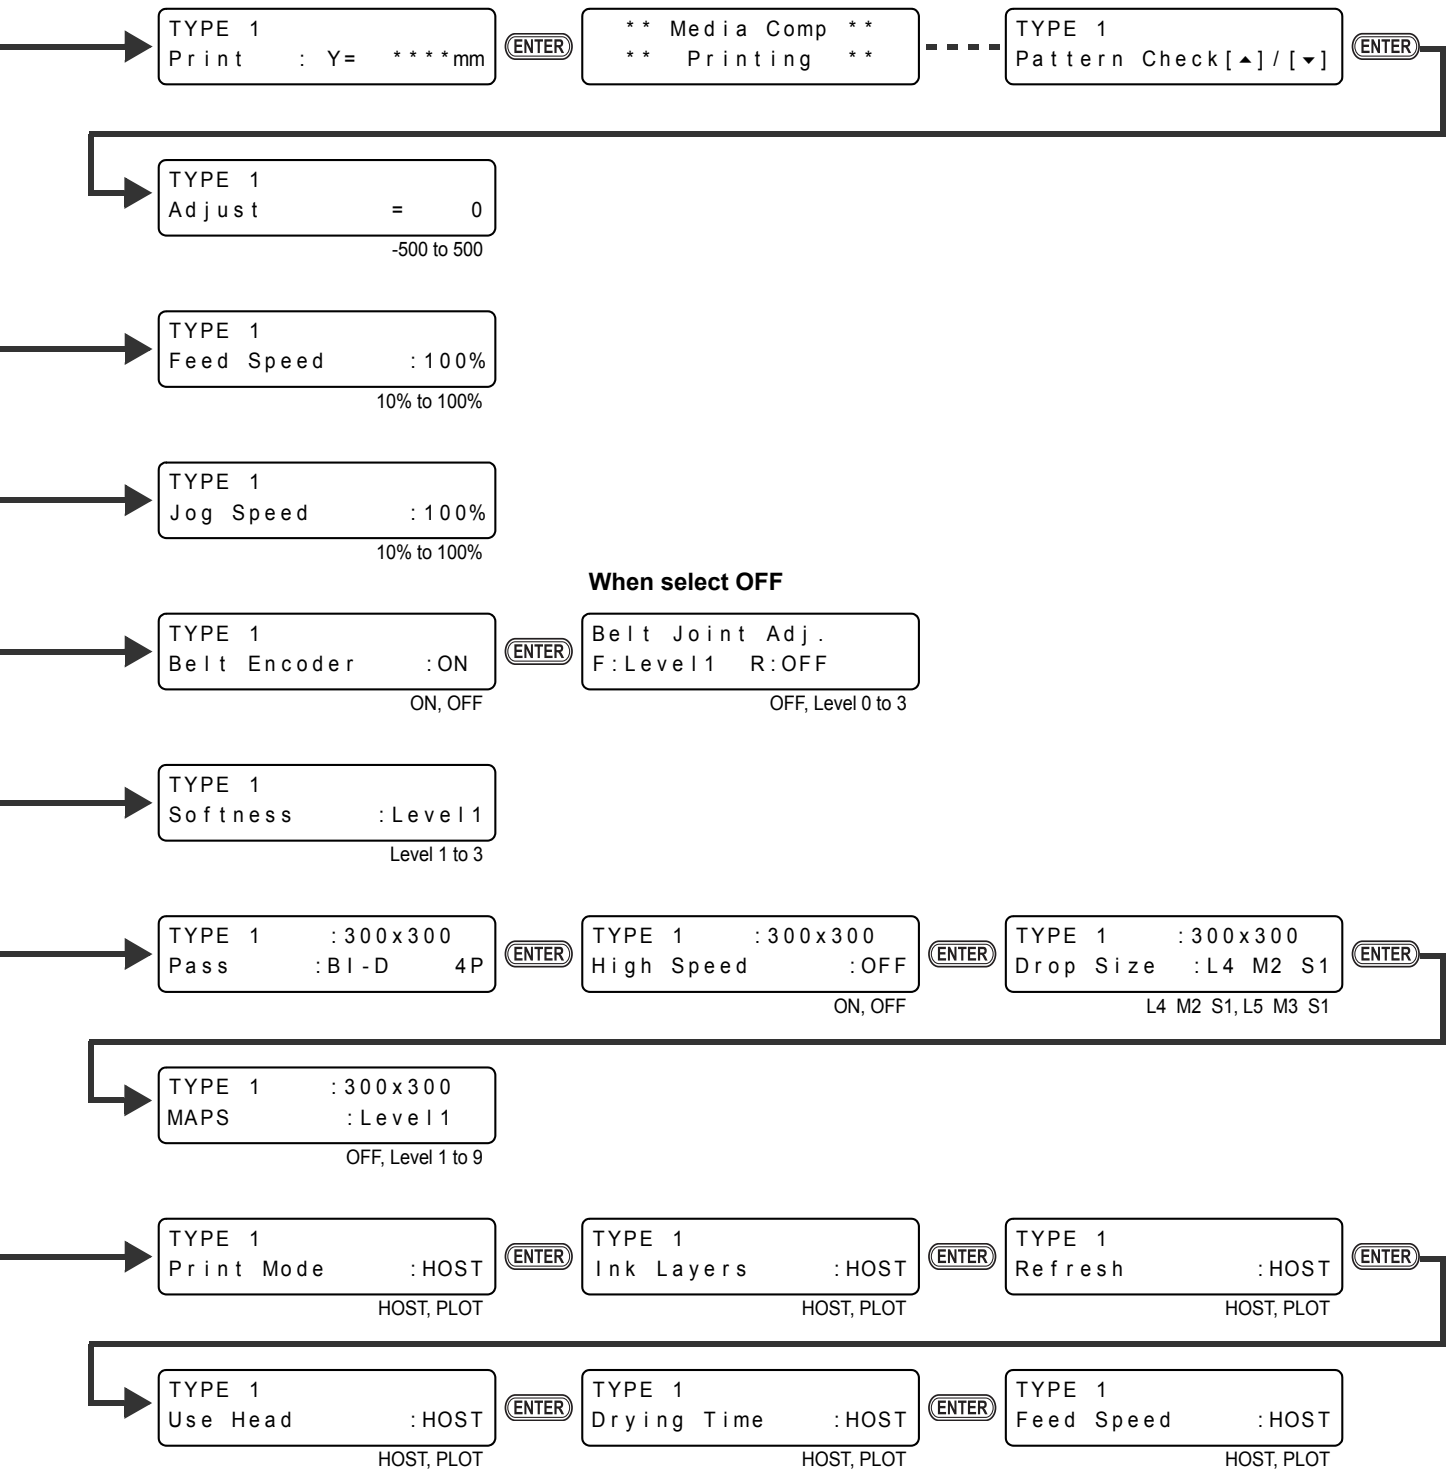 TYPE 1
Print : Y= ****mm
ENTER
** Media Comp **
** Printing **
TYPE 1
Pattern Check[▲]/[▼]
ENTER
TYPE 1
Adjust = 0
-500 to 500
TYPE 1
Feed Speed :100%
10% to 100%
TYPE 1
Jog Speed :100%
10% to 100%
When select OFF
TYPE 1
Belt Encoder :ON
ON, OFF
ENTER
Belt Joint Adj.
F:Level1 R:OFF
OFF, Level 0 to 3
TYPE 1
Softness :Level1
Level 1 to 3
TYPE 1 :300x300
Pass :BI-D 4P
ENTER
TYPE 1 :300x300
High Speed :OFF
ON, OFF
ENTER
TYPE 1 :300x300
Drop Size :L4 M2 S1
L4 M2 S1, L5 M3 S1
ENTER
TYPE 1 :300x300
MAPS :Level1
OFF, Level 1 to 9
TYPE 1
Print Mode :HOST
HOST, PLOT
ENTER
TYPE 1
Ink Layers :HOST
HOST, PLOT
ENTER
TYPE 1
Refresh :HOST
HOST, PLOT
ENTER
TYPE 1
Use Head :HOST
HOST, PLOT
ENTER
TYPE 1
Drying Time :HOST
HOST, PLOT
ENTER
TYPE 1
Feed Speed :HOST
HOST, PLOT